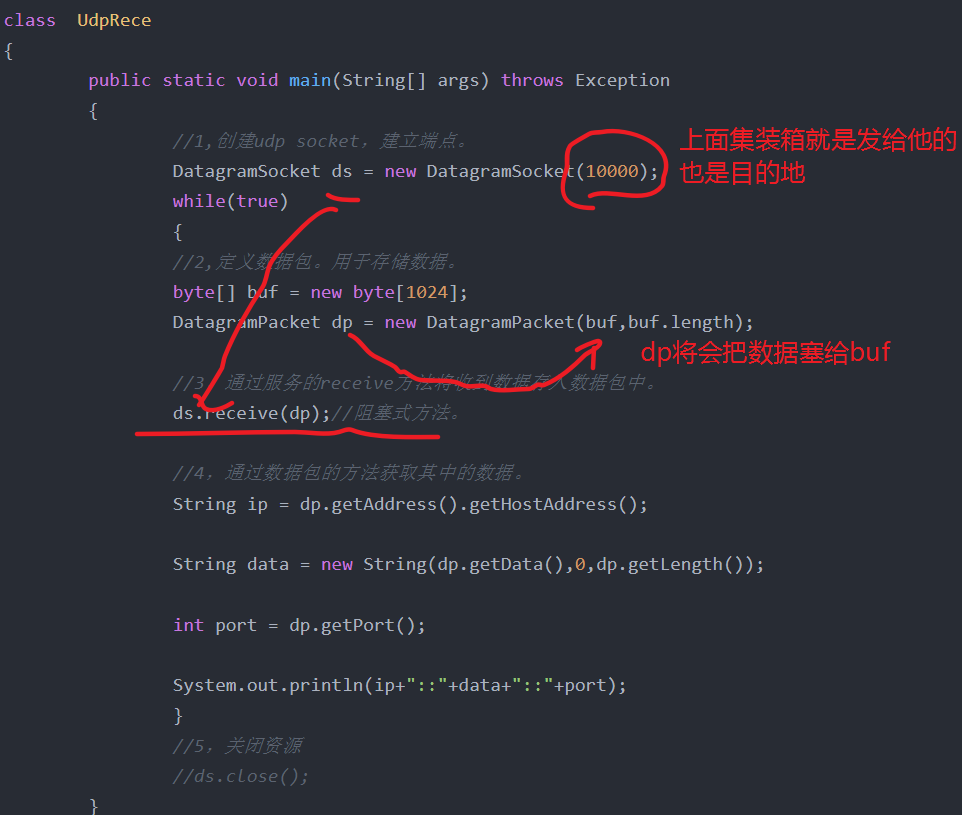 class  UdpRece
{
public static void main(String[] args) throws Exception
{
//1,创建udp socket，建立端点。
DatagramSocket ds = new DatagramSocket(10000);
上面集装箱就是发给他的
也是目的地
while(true)
{
//2,定义数据包。用于存储数据。
byte[] buf = new byte[1024];
DatagramPacket dp = new DatagramPacket(buf,buf.length);
dp将会把数据塞给buf
//3，通过服务的receive方法将收到数据存入数据包中。
ds.receive(dp);//阻塞式方法。
//4，通过数据包的方法获取其中的数据。
String ip = dp.getAddress().getHostAddress();
String data = new String(dp.getData(),0,dp.getLength());
int port = dp.getPort();
System.out.println(ip+"::"+data+"::"+port);
}
//5，关闭资源
//ds.close();
}